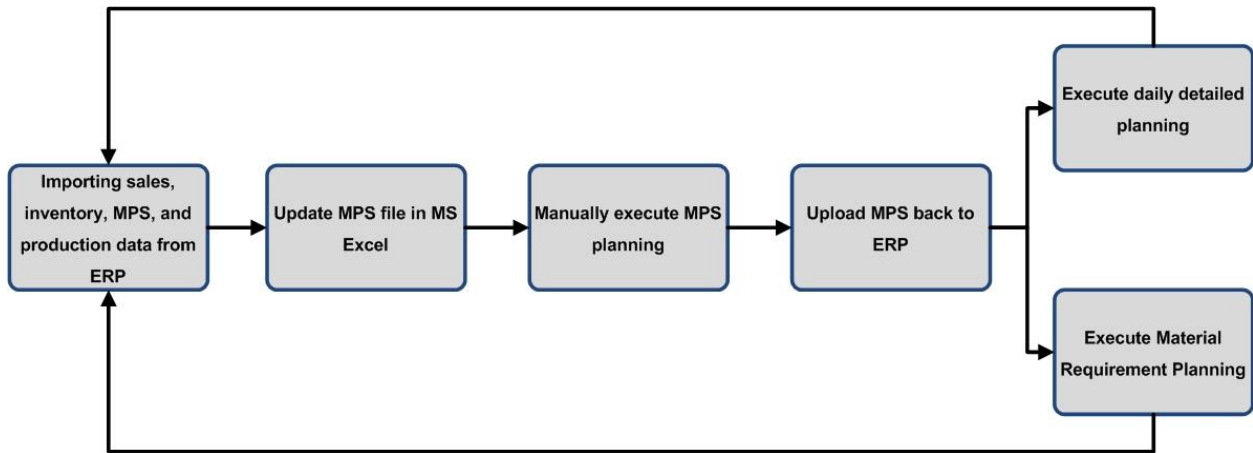 Importing sales,
inventory, MPS, and
production data from
ERP
Update MPS file in MS
Excel
Manually execute MPS
planning
Upload MPS back to
ERP
Execute daily detailed
planning
Execute Material
Requirement Planning